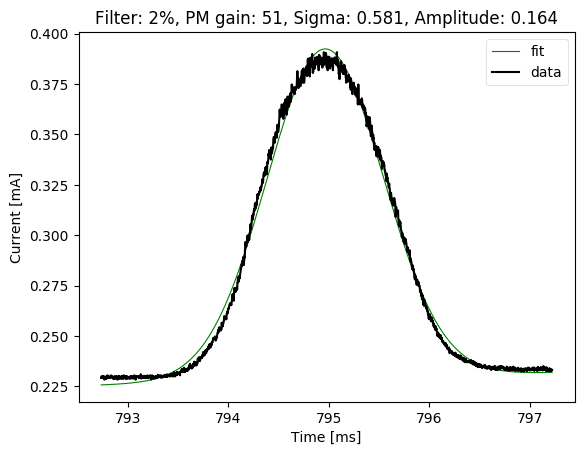 Filter: 2%, PM gain: 51, Sigma: 0.581, Amplitude: 0.164
fit
data
Current [mA]
0.400
0.375
0.350
0.325
0.300
0.275
0.250
0.225
793 794 795 796 797
Time [ms]